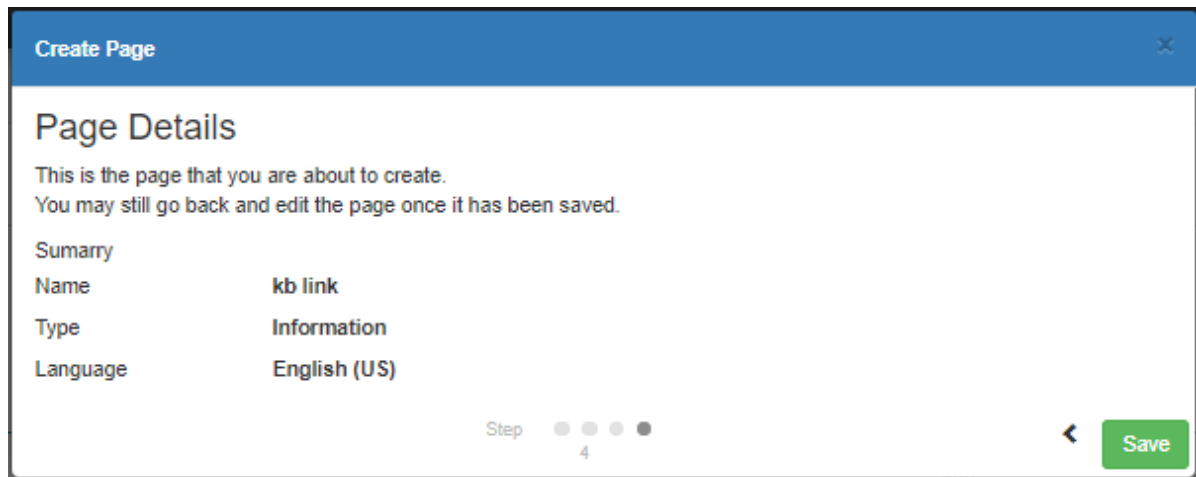 Create Page ×
Page Details
This is the page that you are about to create.
You may still go back and edit the page once it has been saved.
Sumarry
Name kb link
Type Information
Language English (US)
Step
4
Save